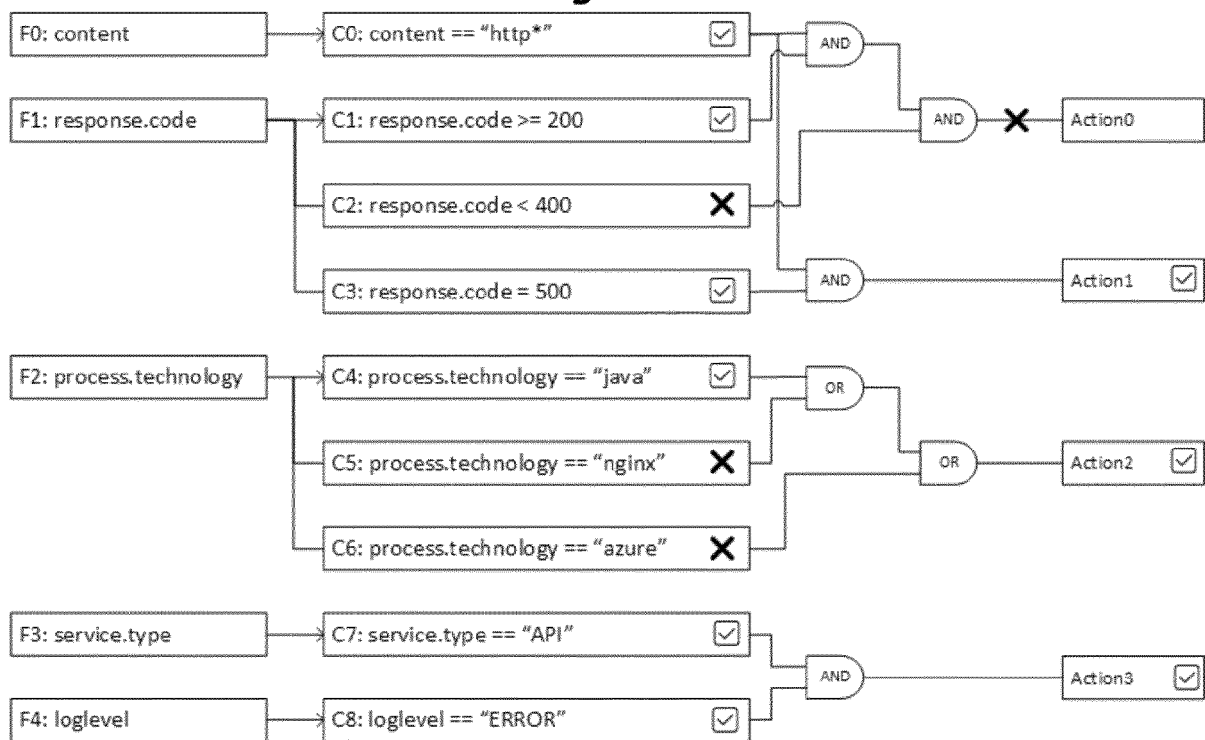 F0: content
C0: content == “http*”
AND
F1: response.code
C1: response.code >= 200
AND
Action0
C2: response.code < 400
C3: response.code = 500
AND
Action1
F2: process.technology
C4: process.technology == “java”
OR
C5: process.technology == “nginx”
OR
Action2
C6: process.technology == “azure”
F3: service.type
C7: service.type == “API”
AND
Action3
F4: loglevel
C8: loglevel == “ERROR”